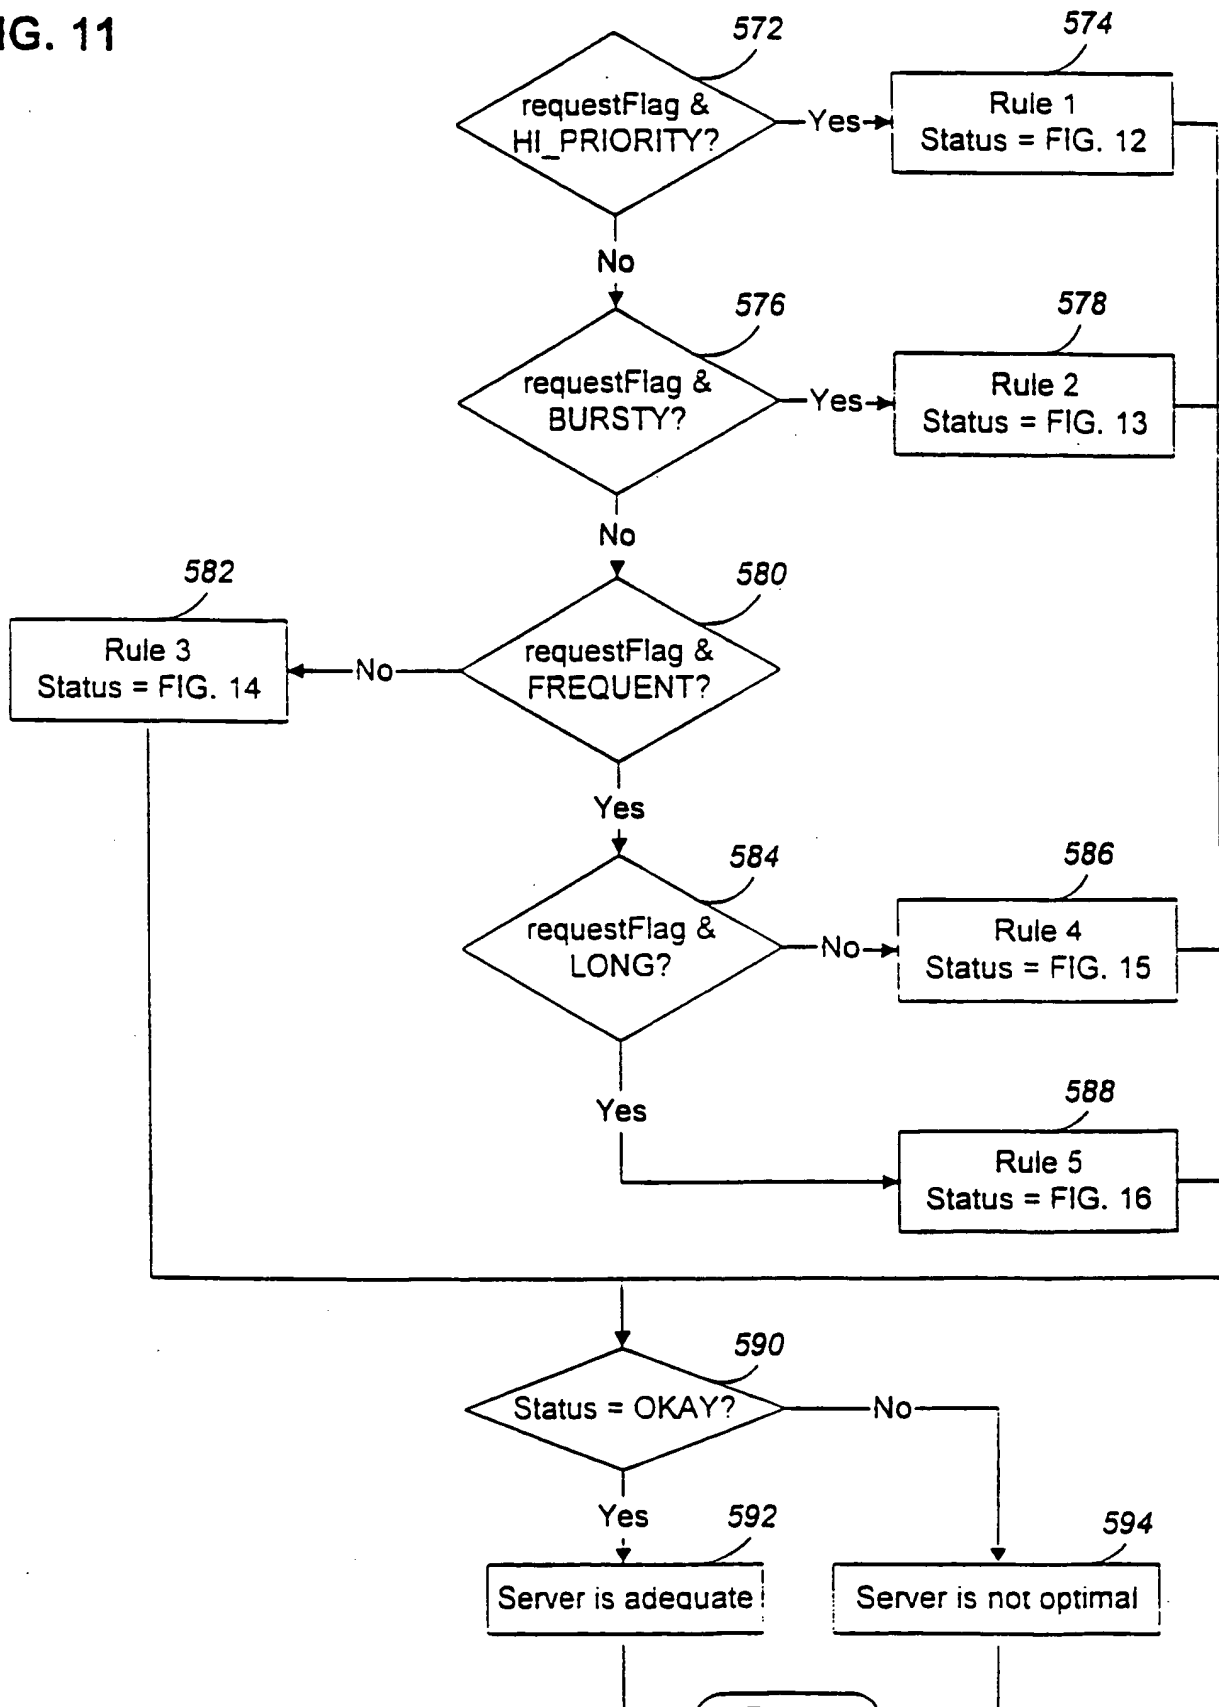 IG. 11
572
574
requestFlag &
HI_PRIORITY?
Yes
Rule 1
Status = FIG. 12
No
576
578
requestFlag &
BURSTY?
Yes
Rule 2
Status = FIG. 13
No
582
580
Rule 3
Status = FIG. 14
No
requestFlag &
FREQUENT?
Yes
584
586
requestFlag &
LONG?
No
Rule 4
Status = FIG. 15
Yes
588
Rule 5
Status = FIG. 16
590
Status = OKAY?
No
Yes
592
594
Server is adequate
Server is not optimal